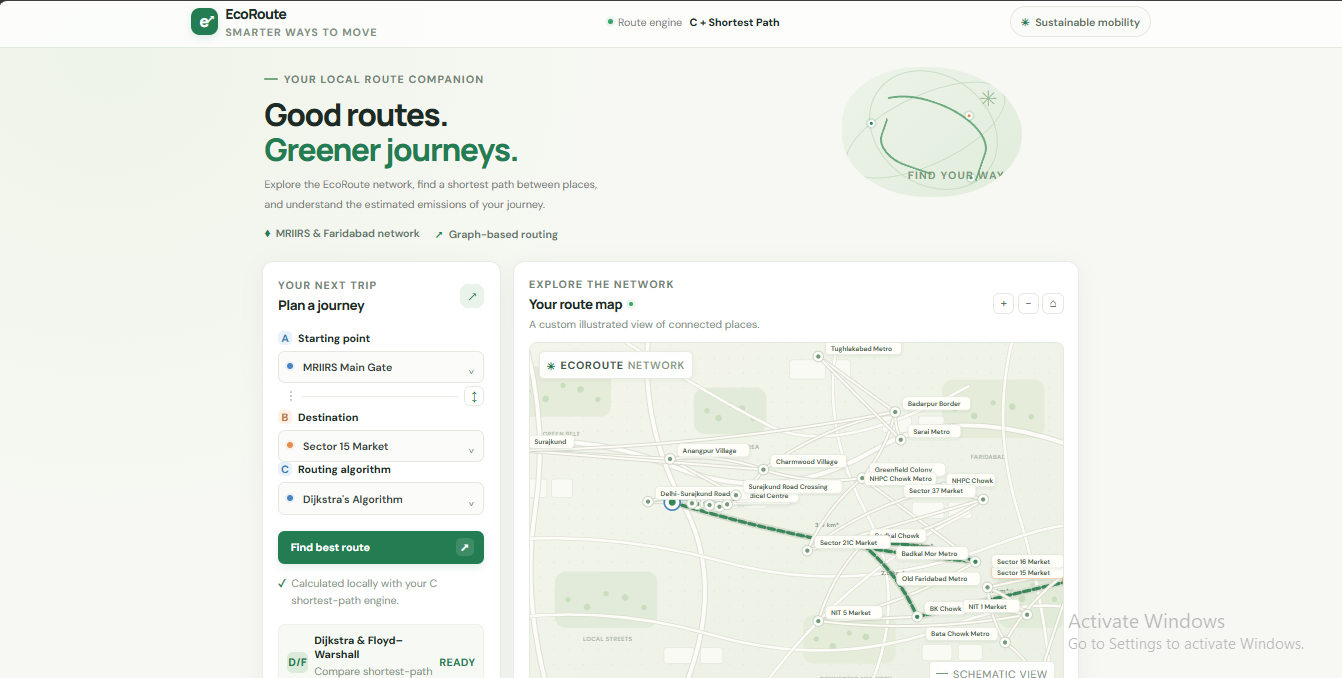 EcoRoute
SMARTER WAYS TO MOVE
Route engine C + Shortest Path
Sustainable mobility
YOUR LOCAL ROUTE COMPANION
Good routes.
Greener journeys.
Explore the EcoRoute network, find a shortest path between places,
and understand the estimated emissions of your journey.
MRIIRS & Faridabad network
Graph-based routing
FIND YOUR WAY
YOUR NEXT TRIP
Plan a journey
A Starting point
MRIIRS Main Gate
B Destination
Sector 15 Market
C Routing algorithm
Dijkstra's Algorithm
Find best route
Calculated locally with your C
shortest-path engine.
D/F
Dijkstra & Floyd–
Warshall
Compare shortest-path
READY
EXPLORE THE NETWORK
Your route map
A custom illustrated view of connected places.
ECOROUTE NETWORK
Tughlakabad Metro
Badarpur Border
Sarai Metro
GREEN BELT
Surajkund
Anangpur Village
FARIDABAD
Charmwood Village
Greenfield Colony
NHPC Chowk Metro
NHPC Chowk
Sector 37 Market
Surajkund Road Crossing
Delhi-Surajkund Road
Centre
Chowk
Sector 21C Market
Badkal Mor Metro
Sector 16 Market
Sector 15 Market
Old Faridabad Metro
NIT 5 Market
BK Chowk
NIT 1 Market
Bata Chowk Metro
LOCAL STREETS
SCHEMATIC VIEW
Activate Windows
Go to Settings to activate Windows.